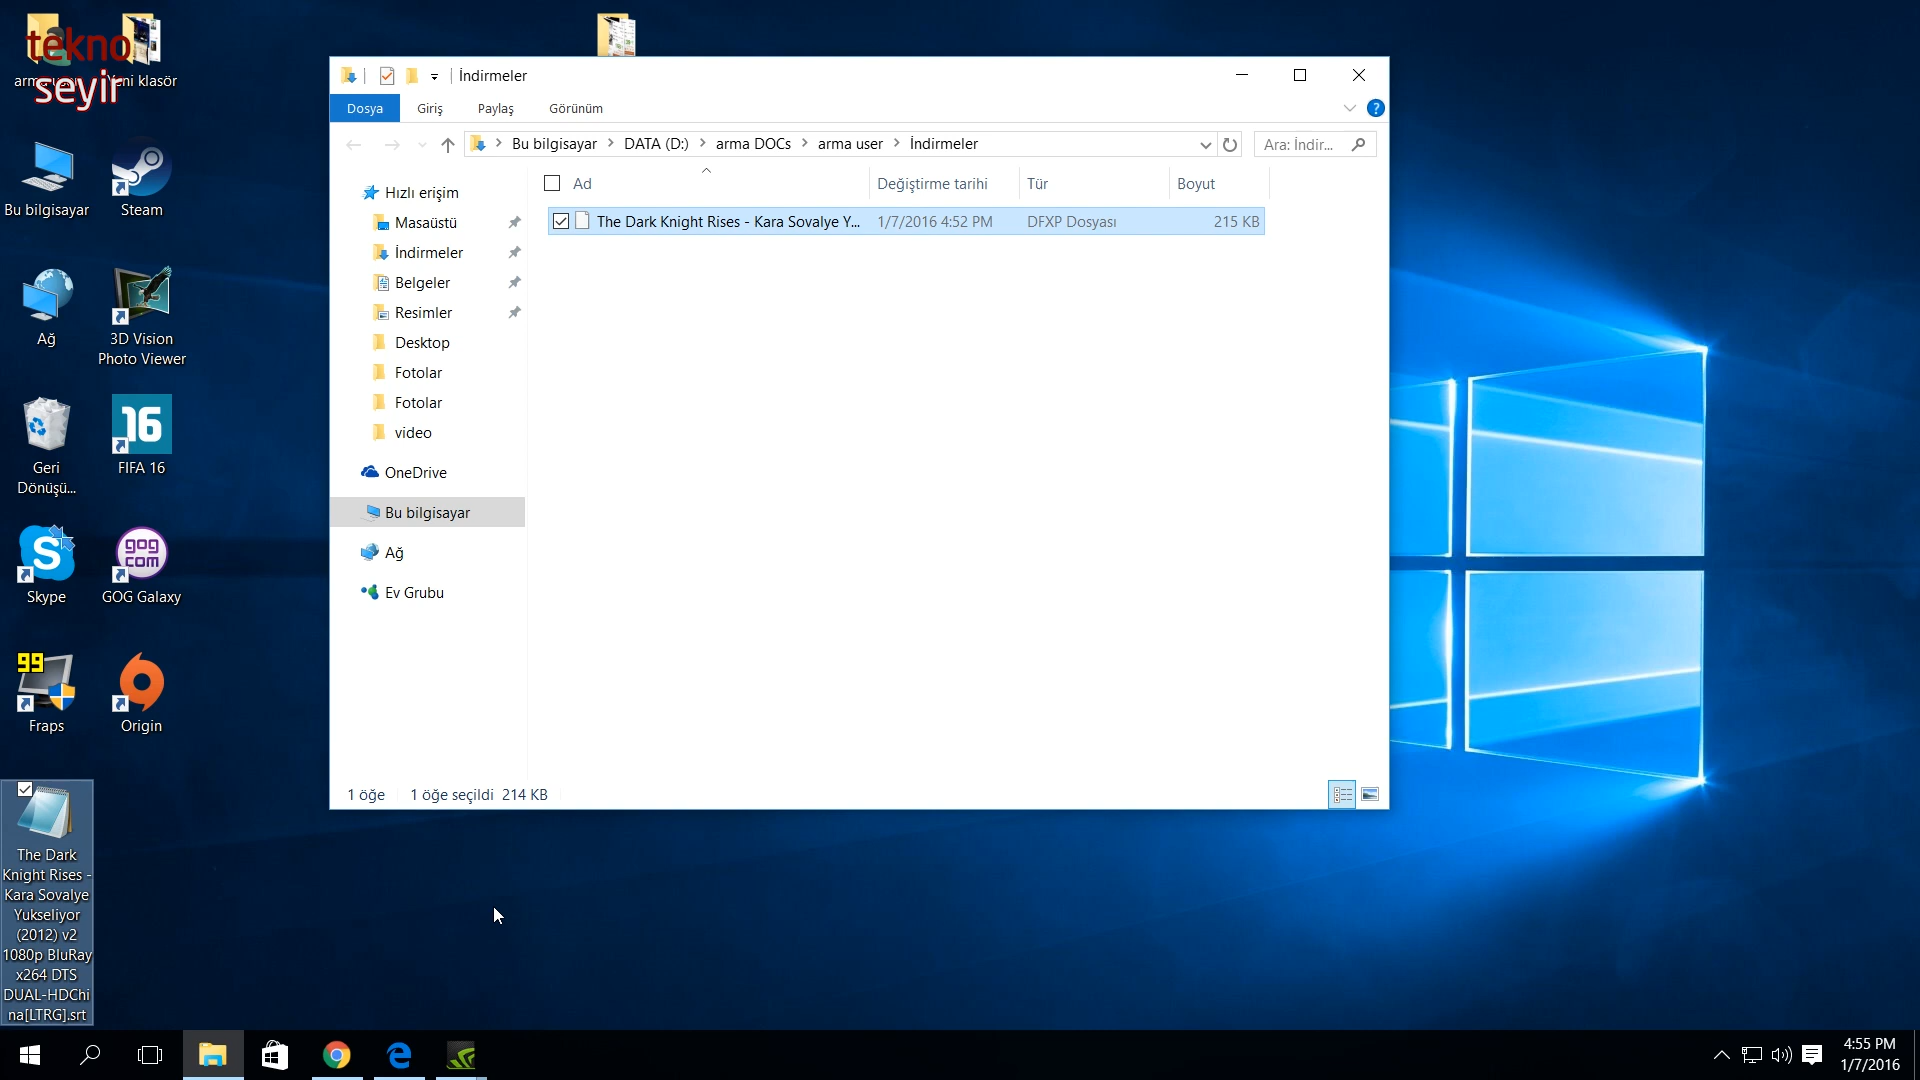 tekno
seyir
Yeni klasör
Bu bilgisayar
Steam
Ağ
3D Vision
Photo Viewer
Geri
Dönüşü...
16
FIFA 16
S
Skype
gog
com
GOG Galaxy
99
Fraps
Origin
The Dark
Knight Rises -
Kara Sovalye
Yukseliyor
(2012) v2
1080p BluRay
x264 DTS
DUAL-HDChi
na[LTRG].srt
İndirmeler
Dosya
Giriş
Paylaş
Görünüm
?
Bu bilgisayar
DATA (D:)
arma DOCs
arma user
İndirmeler
Ara: İndir...
Hızlı erişim
Masaüstü
İndirmeler
Belgeler
Resimler
Desktop
Fotolar
Fotolar
video
OneDrive
Bu bilgisayar
Ağ
Ev Grubu
Ad
Değiştirme tarihi
Tür
Boyut
The Dark Knight Rises - Kara Sovalye Y...
1/7/2016 4:52 PM
DFXP Dosyası
215 KB
1 öğe
1 öğe seçildi 214 KB
4:55 PM
1/7/2016